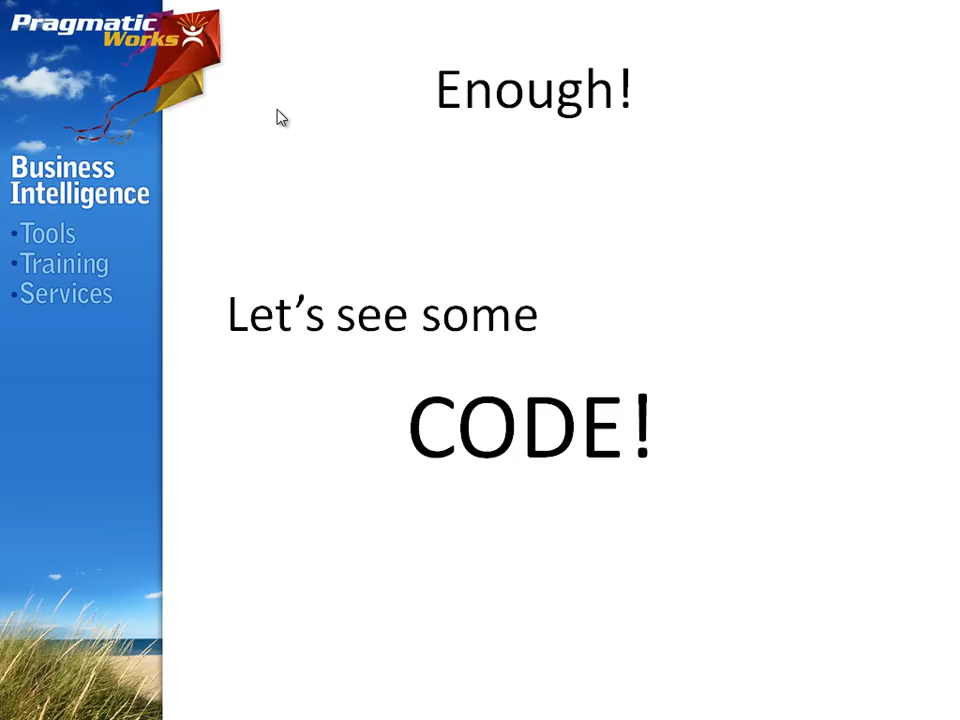 Pragmatic
Works
Business
Intelligence
•Tools
•Training
•Services
Enough!
Let’s see some
CODE!